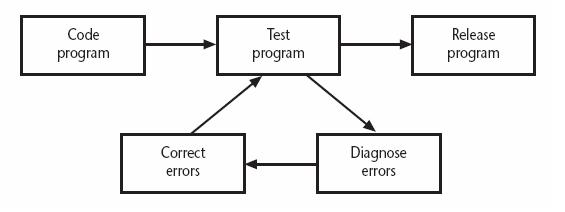 Code
program
Test
program
Release
program
Correct
errors
Diagnose
errors